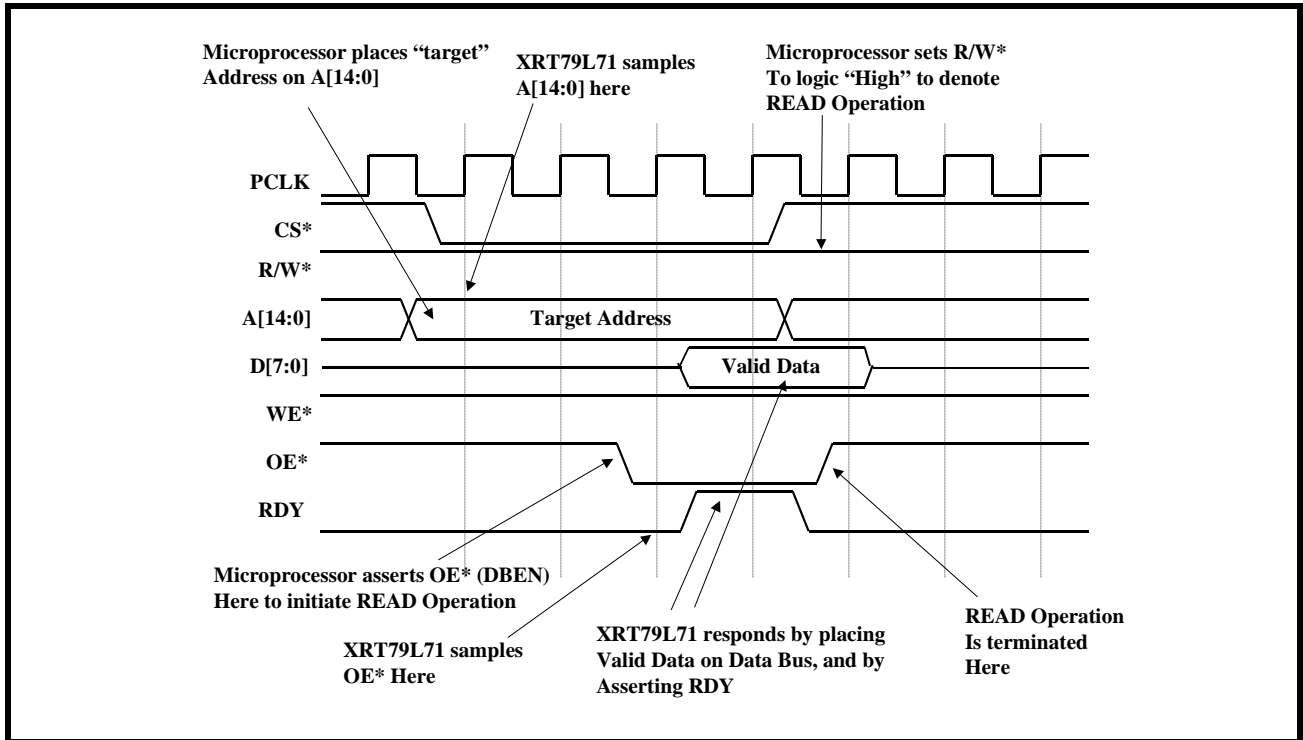 Microprocessor places “target”
Address on A[14:0]
XRT79L71 samples
A[14:0] here
Microprocessor sets R/W*
To logic “High” to denote
READ Operation
PCLK
CS*
R/W*
A[14:0]
Target Address
D[7:0]
Valid Data
WE*
OE*
RDY
Microprocessor asserts OE* (DBEN)
Here to initiate READ Operation
XRT79L71 samples
OE* Here
XRT79L71 responds by placing
Valid Data on Data Bus, and by
Asserting RDY
READ Operation
Is terminated
Here